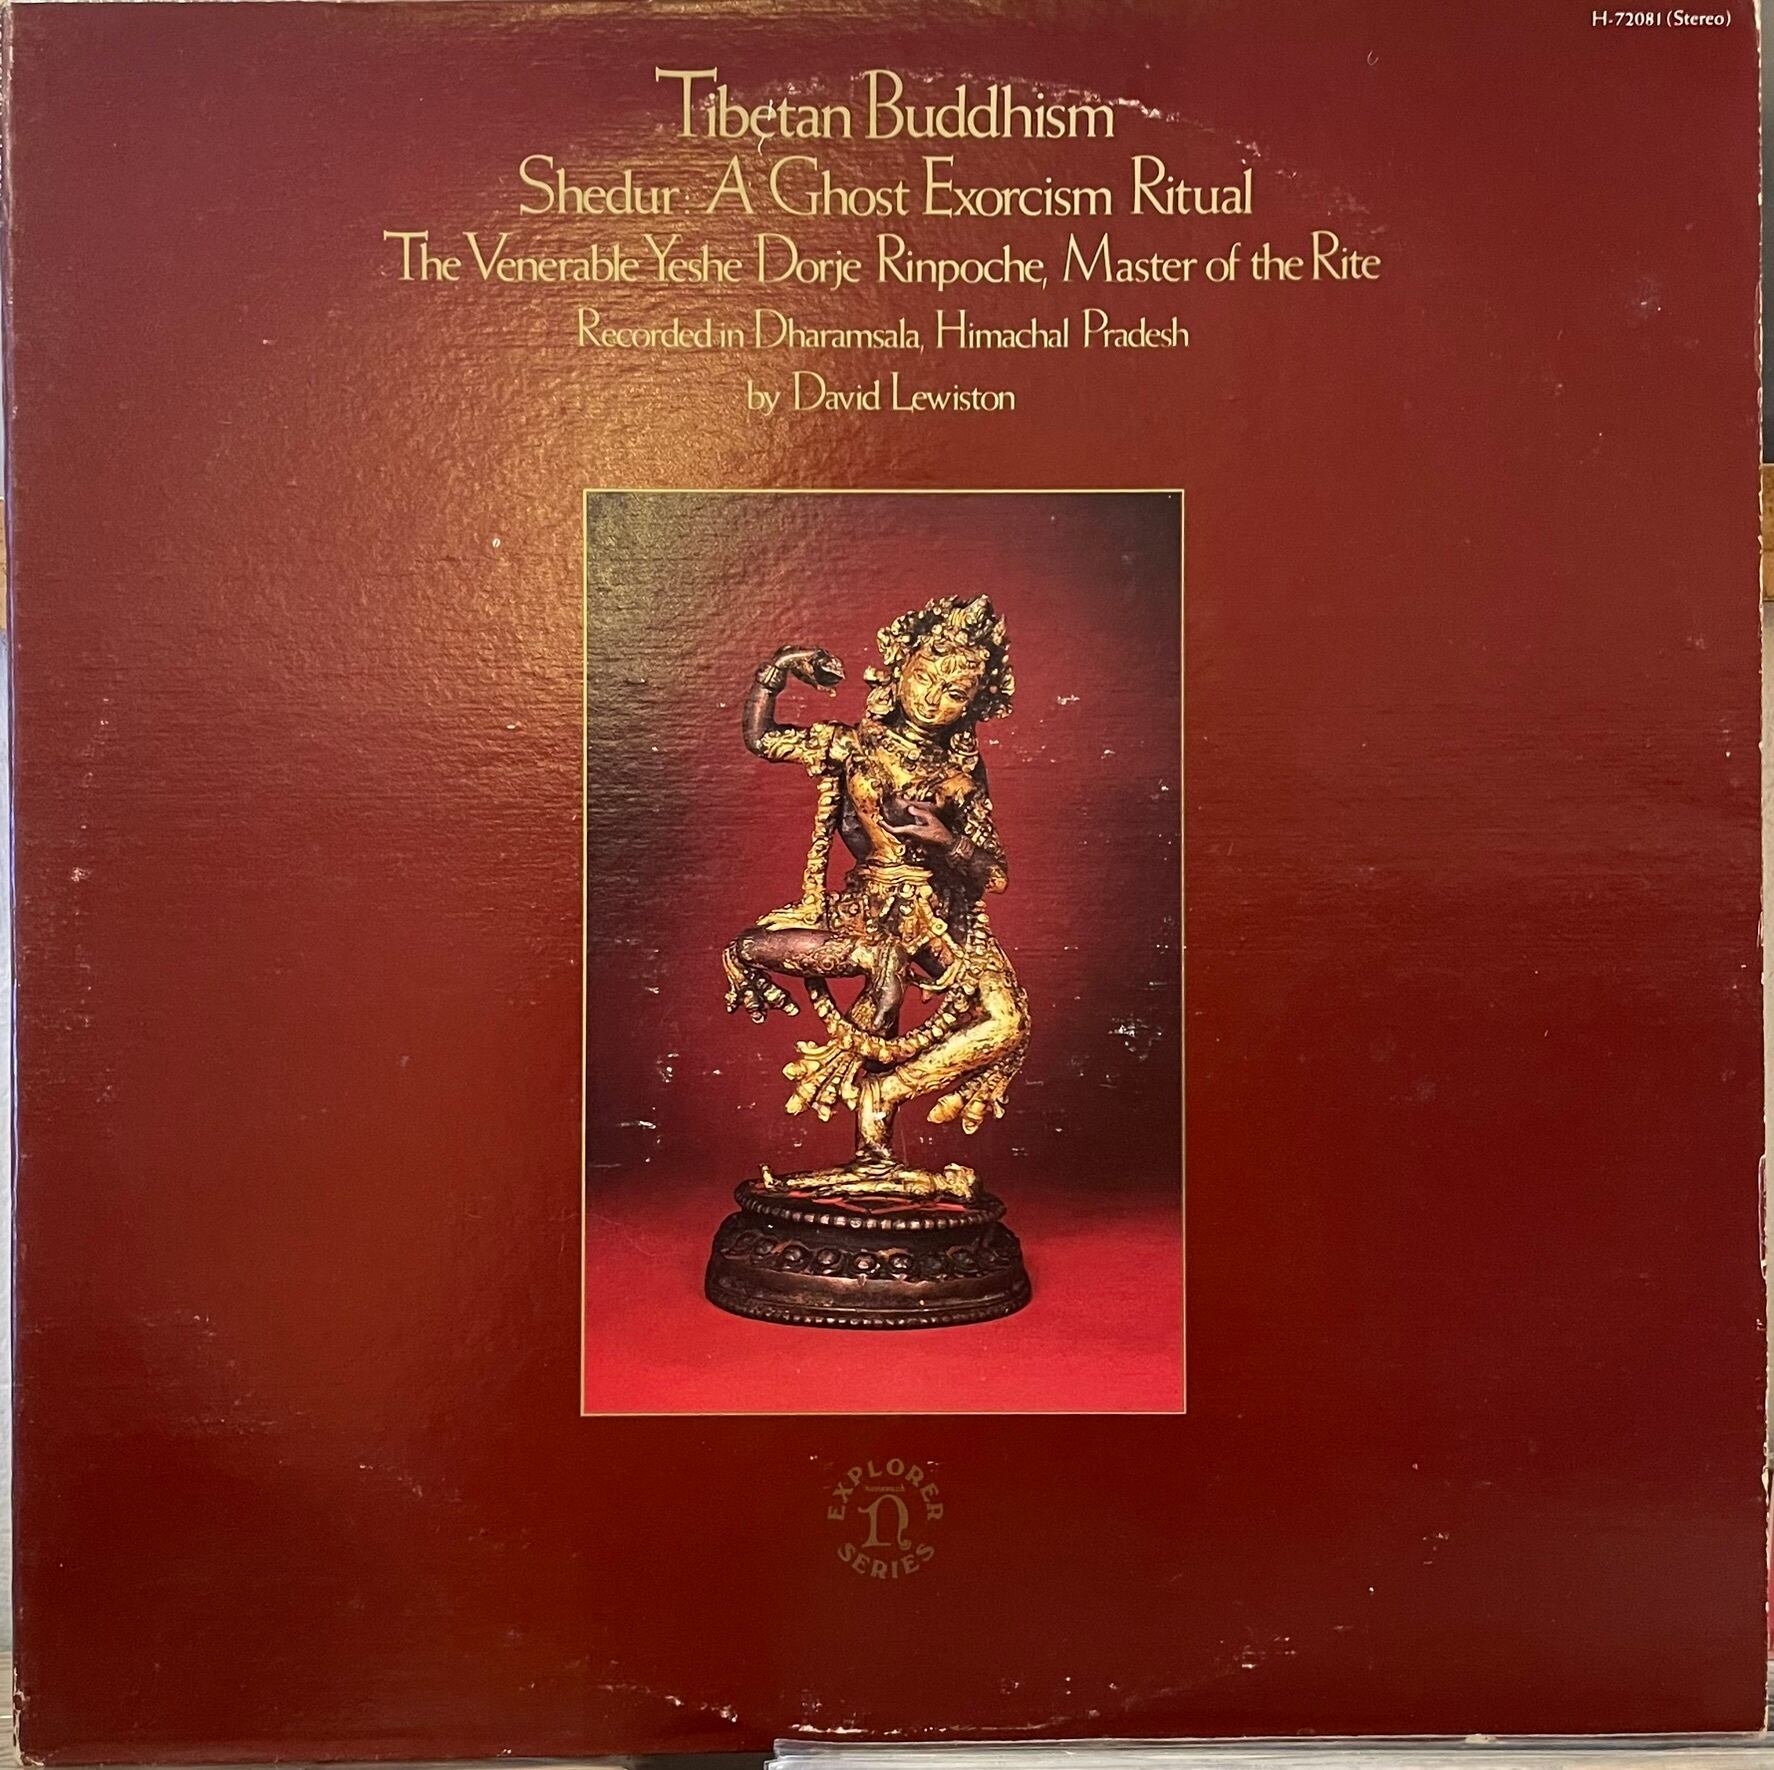 H-72081 (Stereo)
Tibetan Buddhism
Shedur: A Ghost Exorcism Ritual
The Venerable Yeshe Dorje Rinpoche, Master of the Rite
Recorded in Dharamsala, Himachal Pradesh
by David Lewiston
EXPLORER
n
SERIES